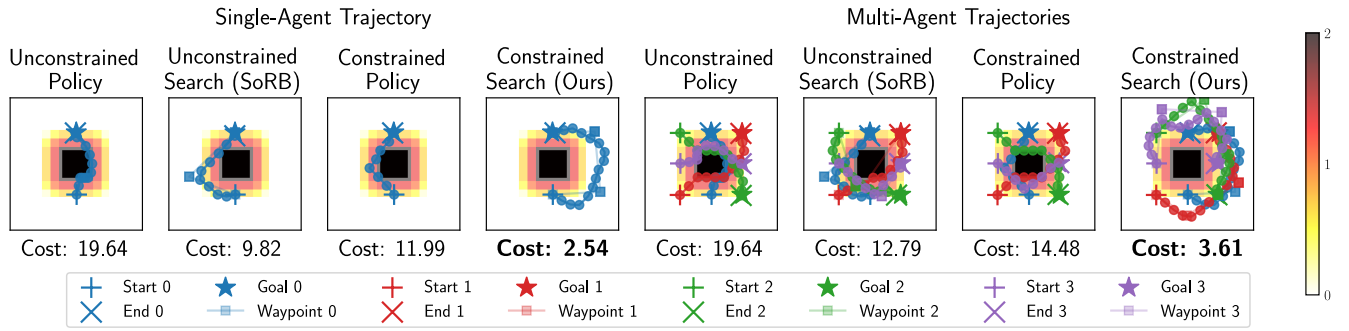 Single-Agent Trajectory
Multi-Agent Trajectories
Unconstrained Policy
Unconstrained Search (SoRB)
Constrained Policy
Constrained Search (Ours)
Unconstrained Policy
Unconstrained Search (SoRB)
Constrained Policy
Constrained Search (Ours)
Cost: 19.64
Cost: 9.82
Cost: 11.99
Cost: 2.54
Cost: 19.64
Cost: 12.79
Cost: 14.48
Cost: 3.61
2
1
0
Start 0
Goal 0
Start 1
Goal 1
Start 2
Goal 2
Start 3
Goal 3
End 0
Waypoint 0
End 1
Waypoint 1
End 2
Waypoint 2
End 3
Waypoint 3